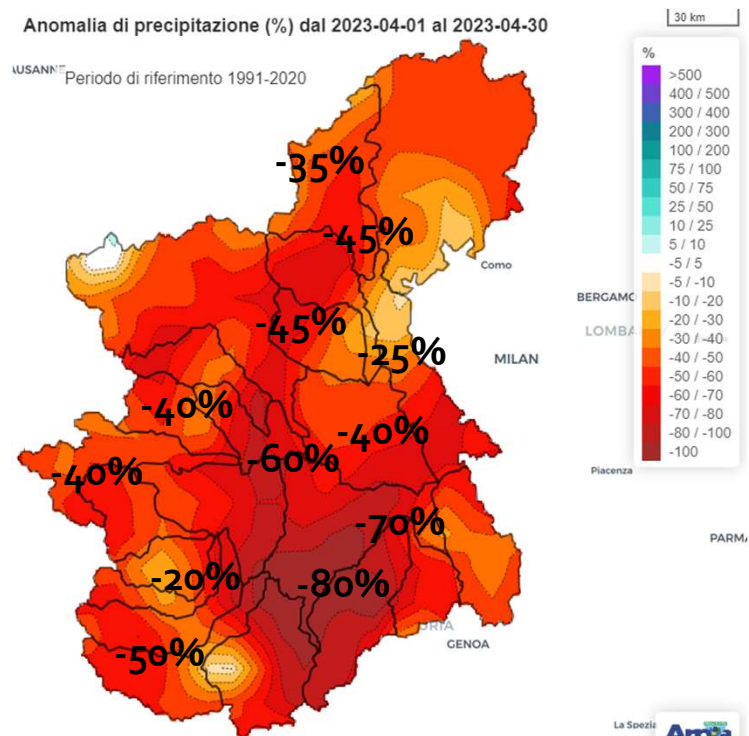 Anomalia di precipitazione (%) dal 2023-04-01 al 2023-04-30
30 km
Periodo di riferimento 1991-2020
%
>500
400 / 500
300 / 400
200 / 300
100 / 200
75 / 100
50 / 75
25 / 50
10 / 25
5 / 10
-5 / 5
-5 / -10
-10 / -20
-20 / -30
-30 / -40
-40 / -50
-50 / -60
-60 / -70
-70 / -80
-80 / -100
-100
-35%
-45%
Como
BERGAMO
-45%
-25%
MILAN
-40%
-40%
-60%
-40%
Piacenza
-70%
-20%
-80%
GENOA
-50%
La Spezia